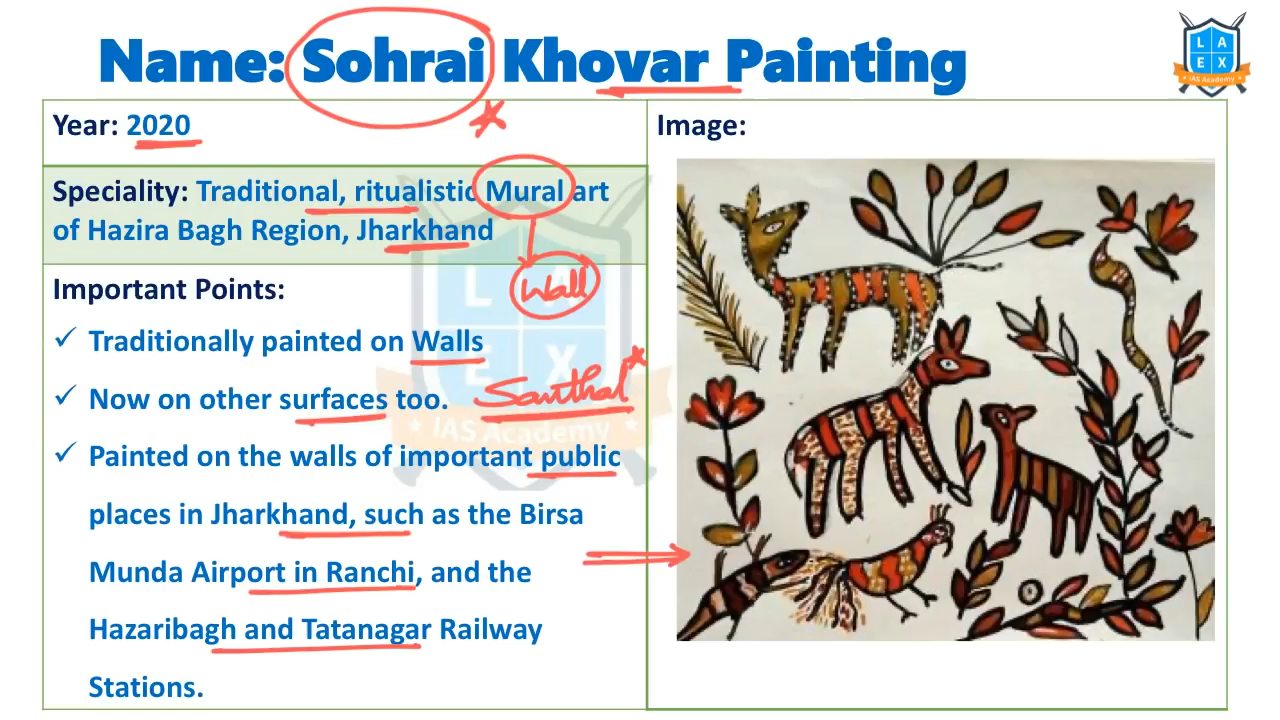 Name: Sohrai Khovar Painting
L A
E X
IAS Academy
Year: 2020
Image:
Speciality: Traditional, ritualistic Mural art
of Hazira Bagh Region, Jharkhand
Important Points:
Wall
✓ Traditionally painted on Walls
✓ Now on other surfaces too.
Santhal
✓ Painted on the walls of important public
places in Jharkhand, such as the Birsa
Munda Airport in Ranchi, and the
Hazaribagh and Tatanagar Railway
Stations.
L A
E X
IAS Academy